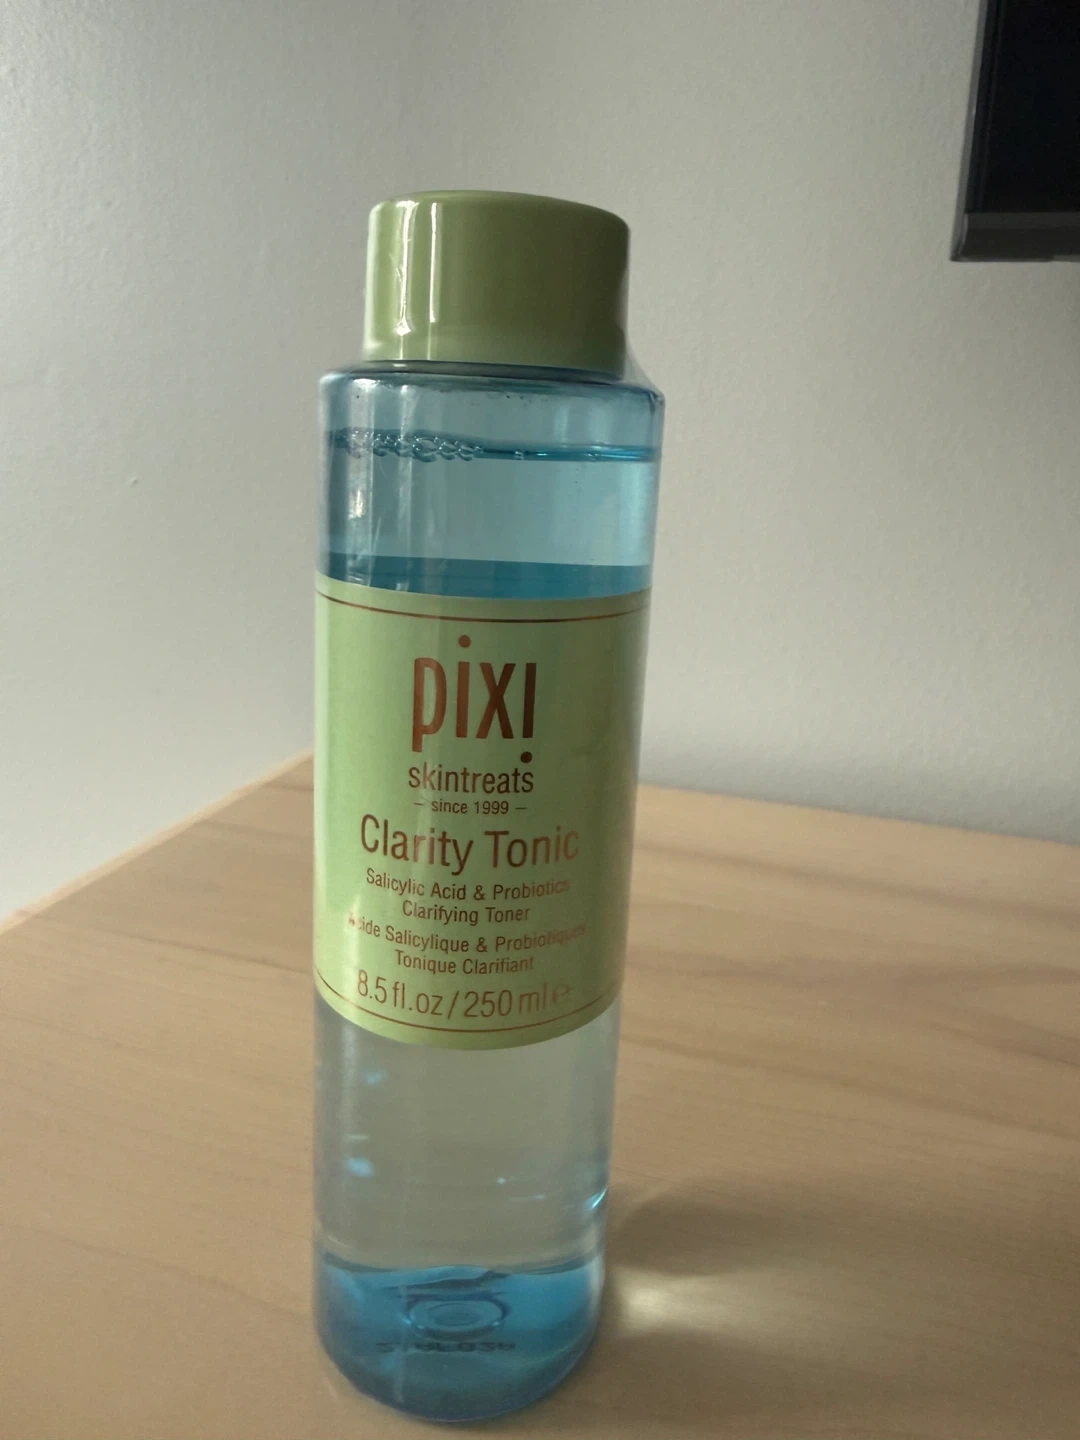 pixi
skintreats
– since 1999 –
Clarity Tonic
Salicylic Acid & Probiotics
Clarifying Toner
Acide Salicylique & Probiotiques
Tonique Clarifiant
8.5 fl.oz / 250 ml e